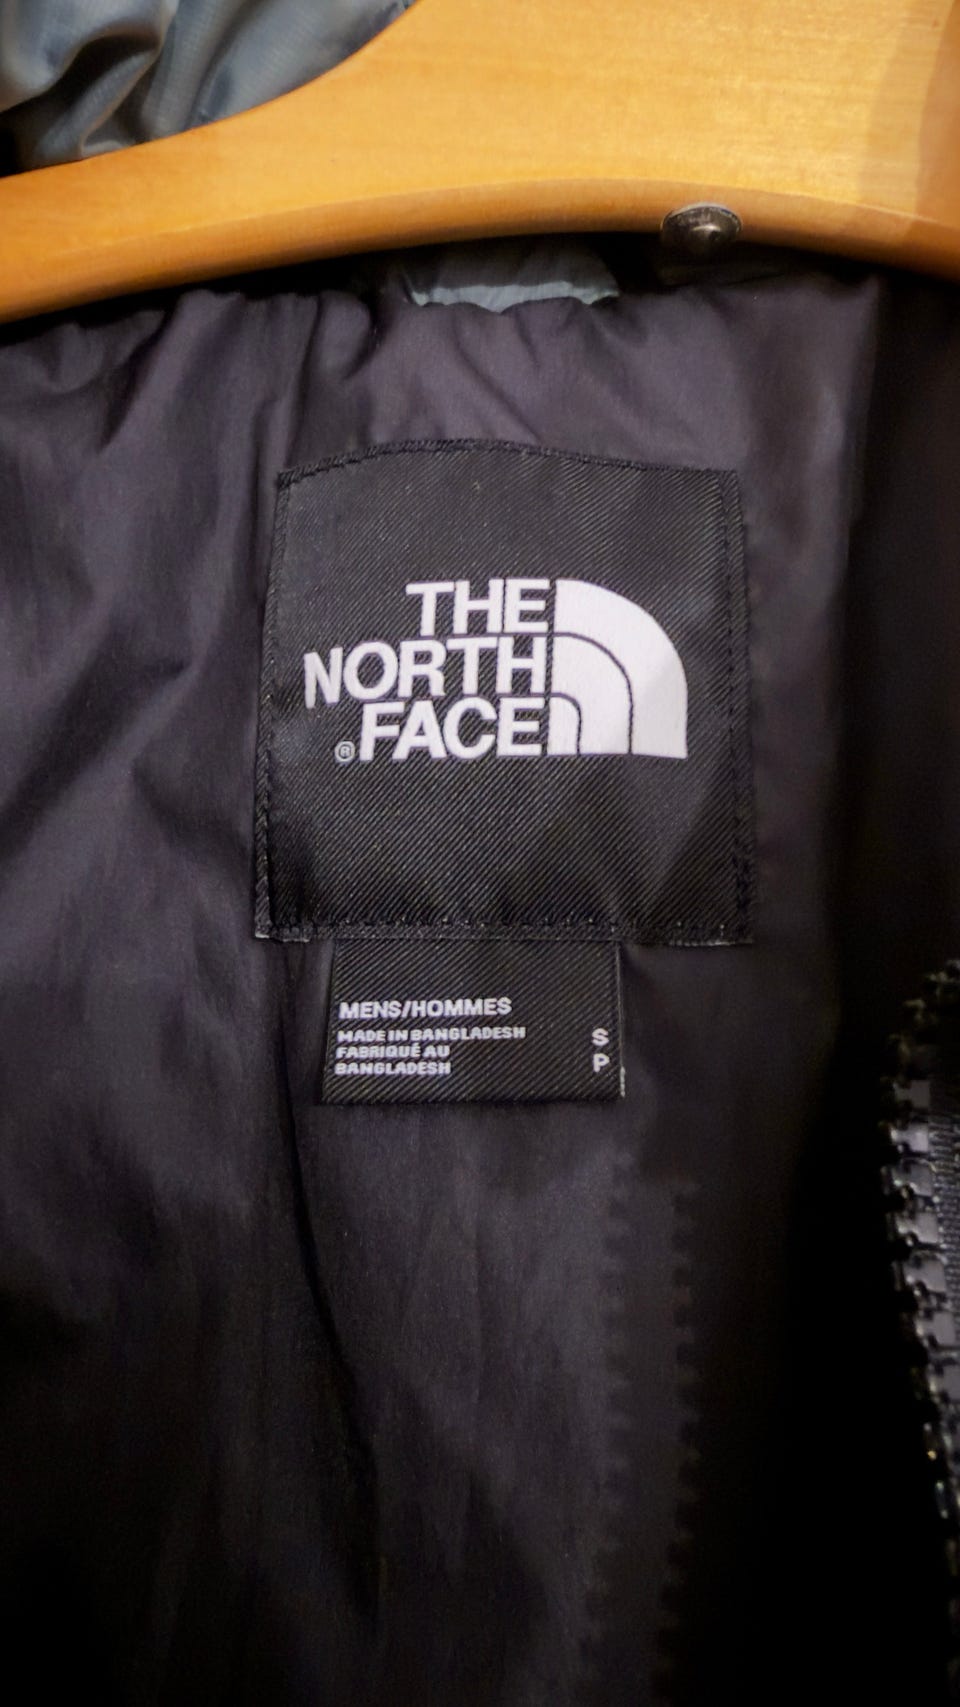 THE
NORTH
FACE
®
MENS/HOMMES
MADE IN BANGLADESH
FABRIQUÉ AU
BANGLADESH
S
P